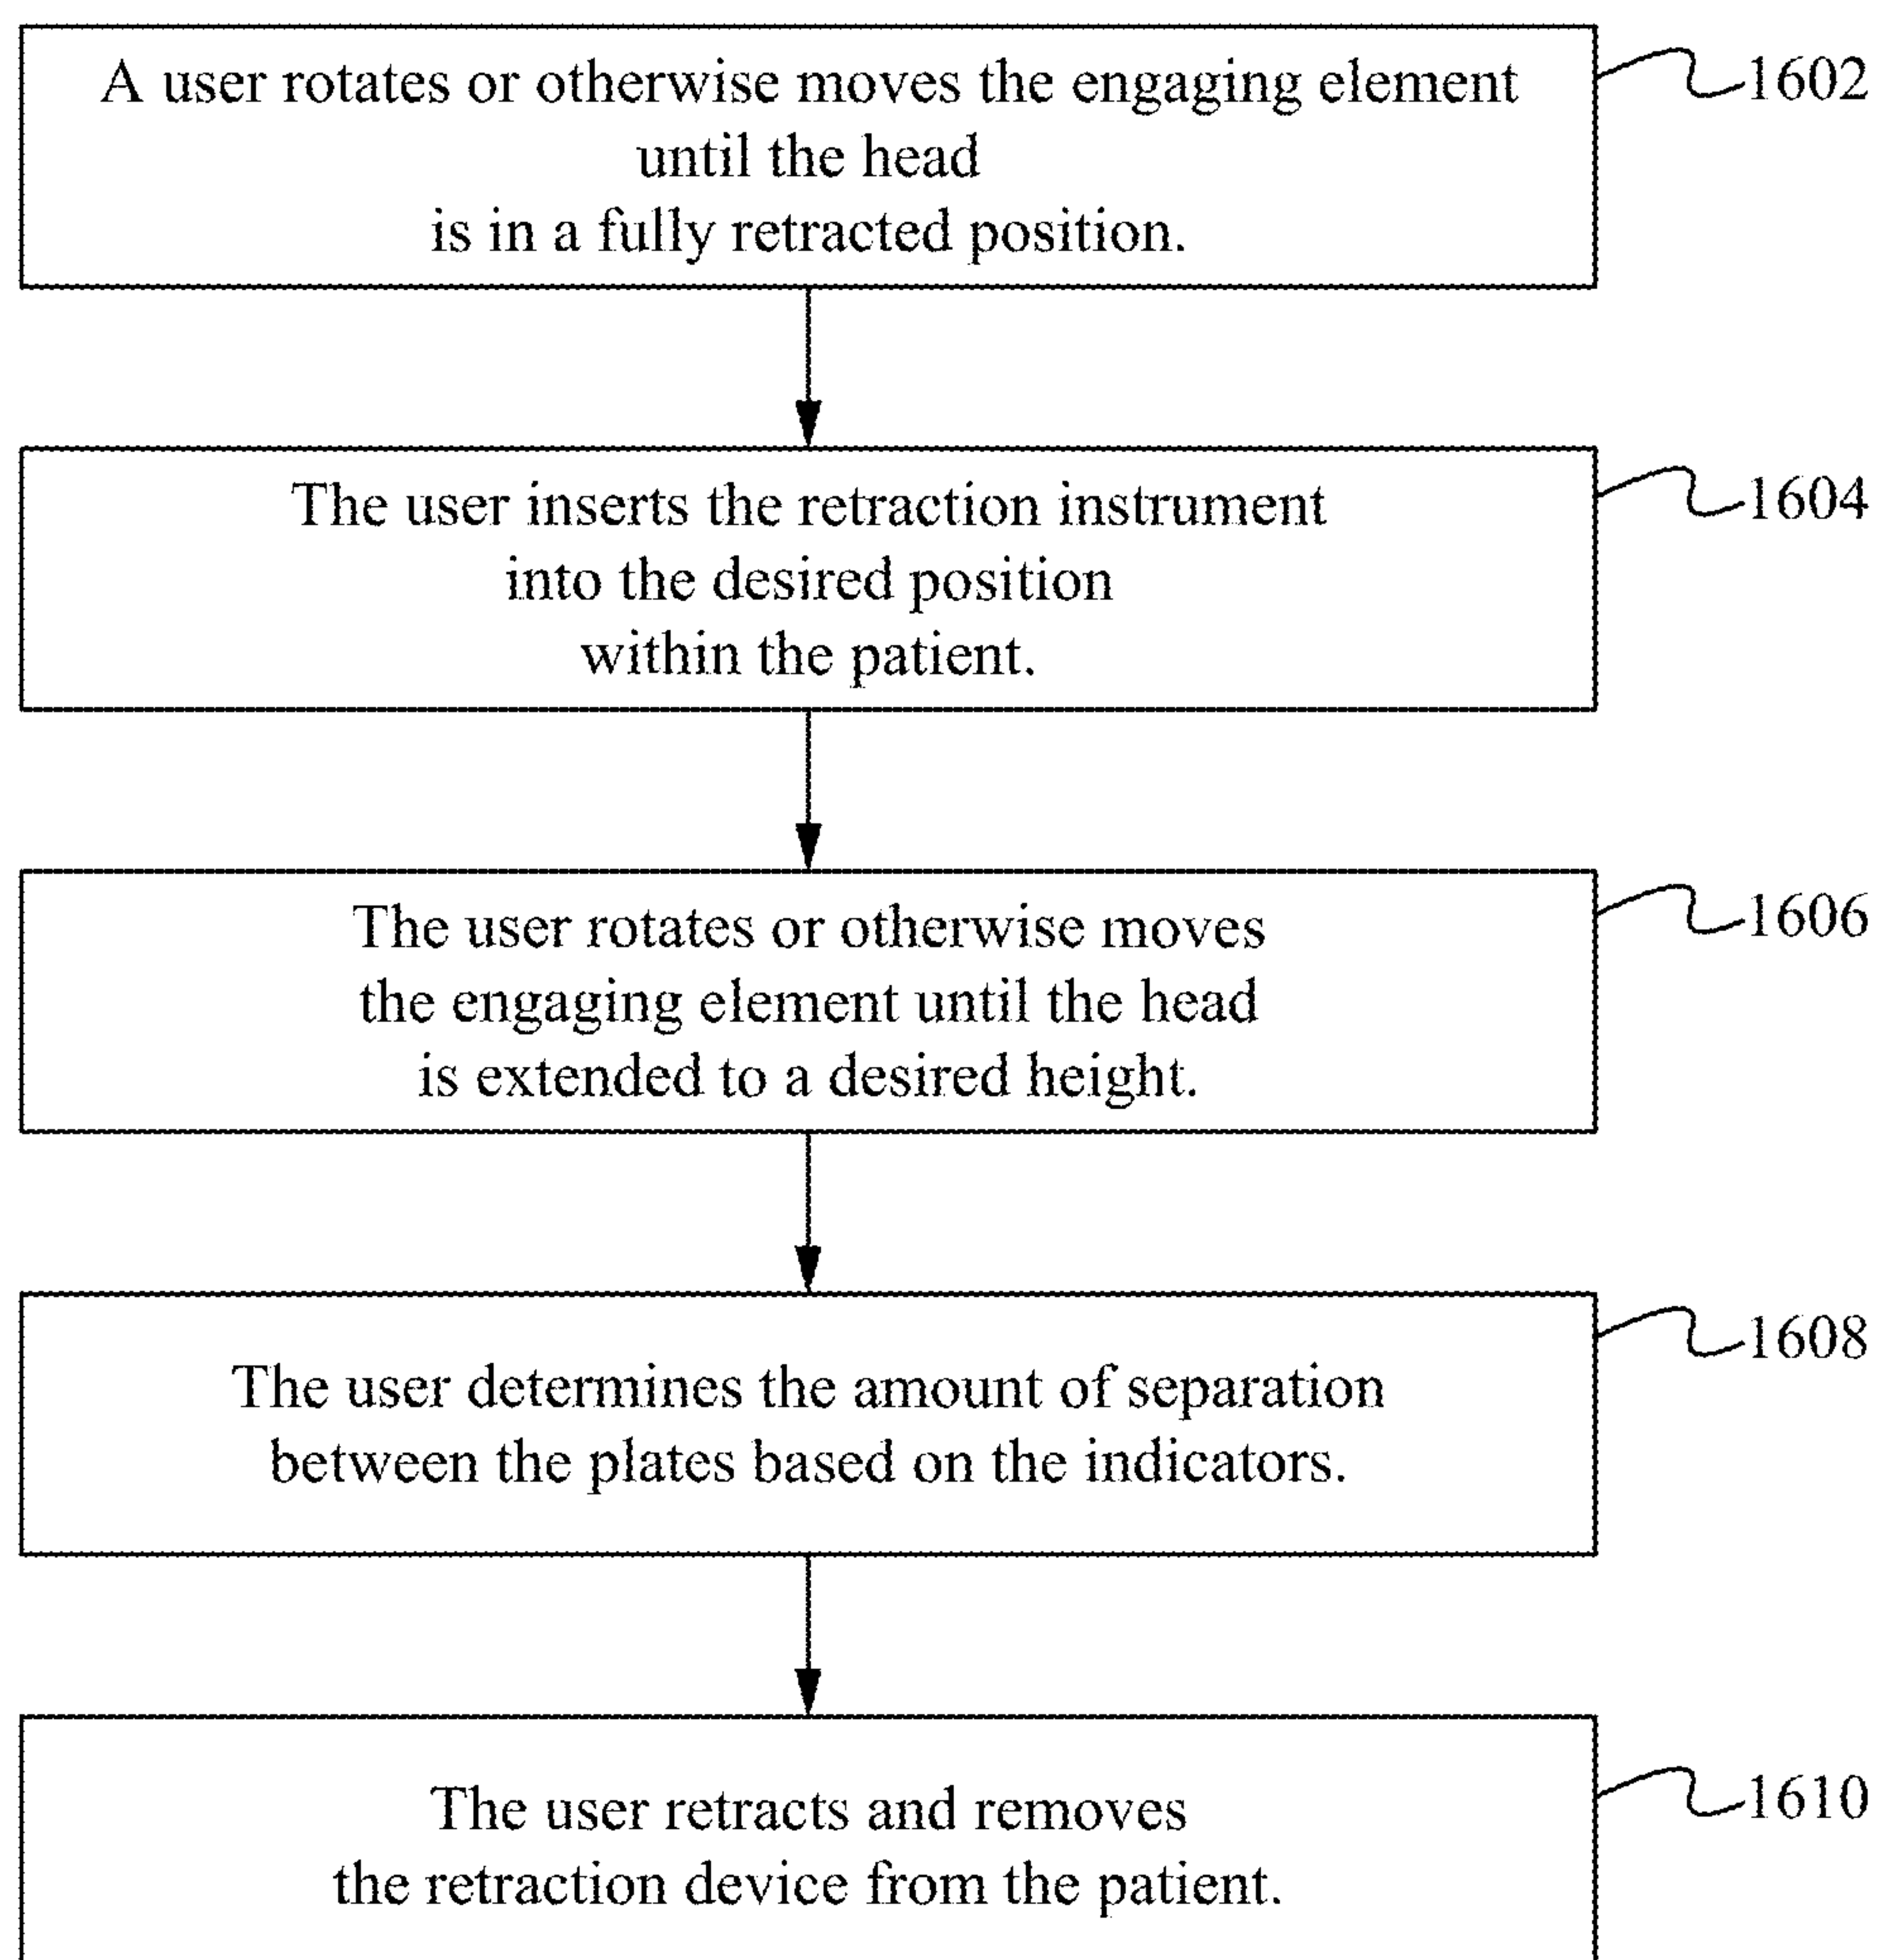 A user rotates or otherwise moves the engaging element
until the head
is in a fully retracted position.
1602
The user inserts the retraction instrument
into the desired position
within the patient.
1604
The user rotates or otherwise moves
the engaging element until the head
is extended to a desired height.
1606
The user determines the amount of separation
between the plates based on the indicators.
1608
The user retracts and removes
the retraction device from the patient.
1610